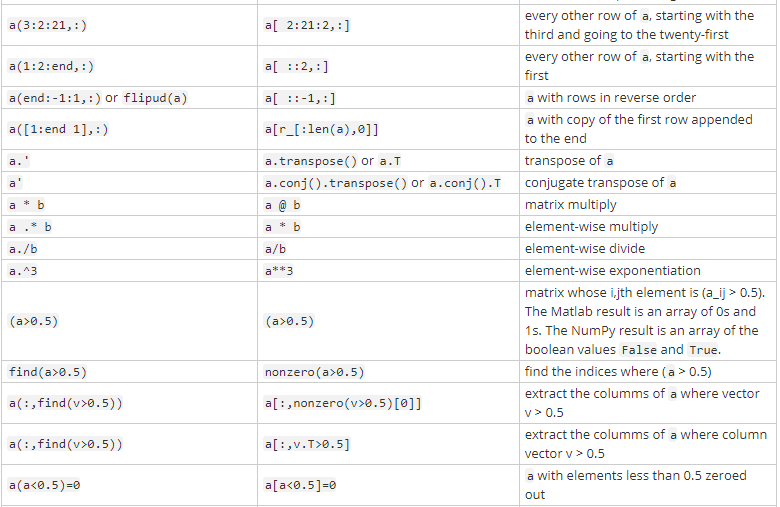 a(3:2:21,:) a[ 2:21:2,:] every other row of a, starting with the
third and going to the twenty-first
a(1:2:end,:) a[ ::2,:] every other row of a, starting with the
first
a(end:-1:1,:) or flipud(a) a[ ::-1,:] a with rows in reverse order
a([1:end 1],:) a[r_[:len(a),0]] a with copy of the first row appended
to the end
a.' a.transpose() or a.T transpose of a
a' a.conj().transpose() or a.conj().T conjugate transpose of a
a * b a @ b matrix multiply
a .* b a * b element-wise multiply
a./b a/b element-wise divide
a.^3 a**3 element-wise exponentiation
(a>0.5) (a>0.5) matrix whose i,jth element is (a_ij > 0.5).
The Matlab result is an array of 0s and
1s. The NumPy result is an array of the
boolean values False and True.
find(a>0.5) nonzero(a>0.5) find the indices where (a > 0.5)
a(:,find(v>0.5)) a[:,nonzero(v>0.5)[0]] extract the columms of a where vector
v > 0.5
a(:,find(v>0.5)) a[:,v.T>0.5] extract the columms of a where column
vector v > 0.5
a(a<0.5)=0 a[a<0.5]=0 a with elements less than 0.5 zeroed
out